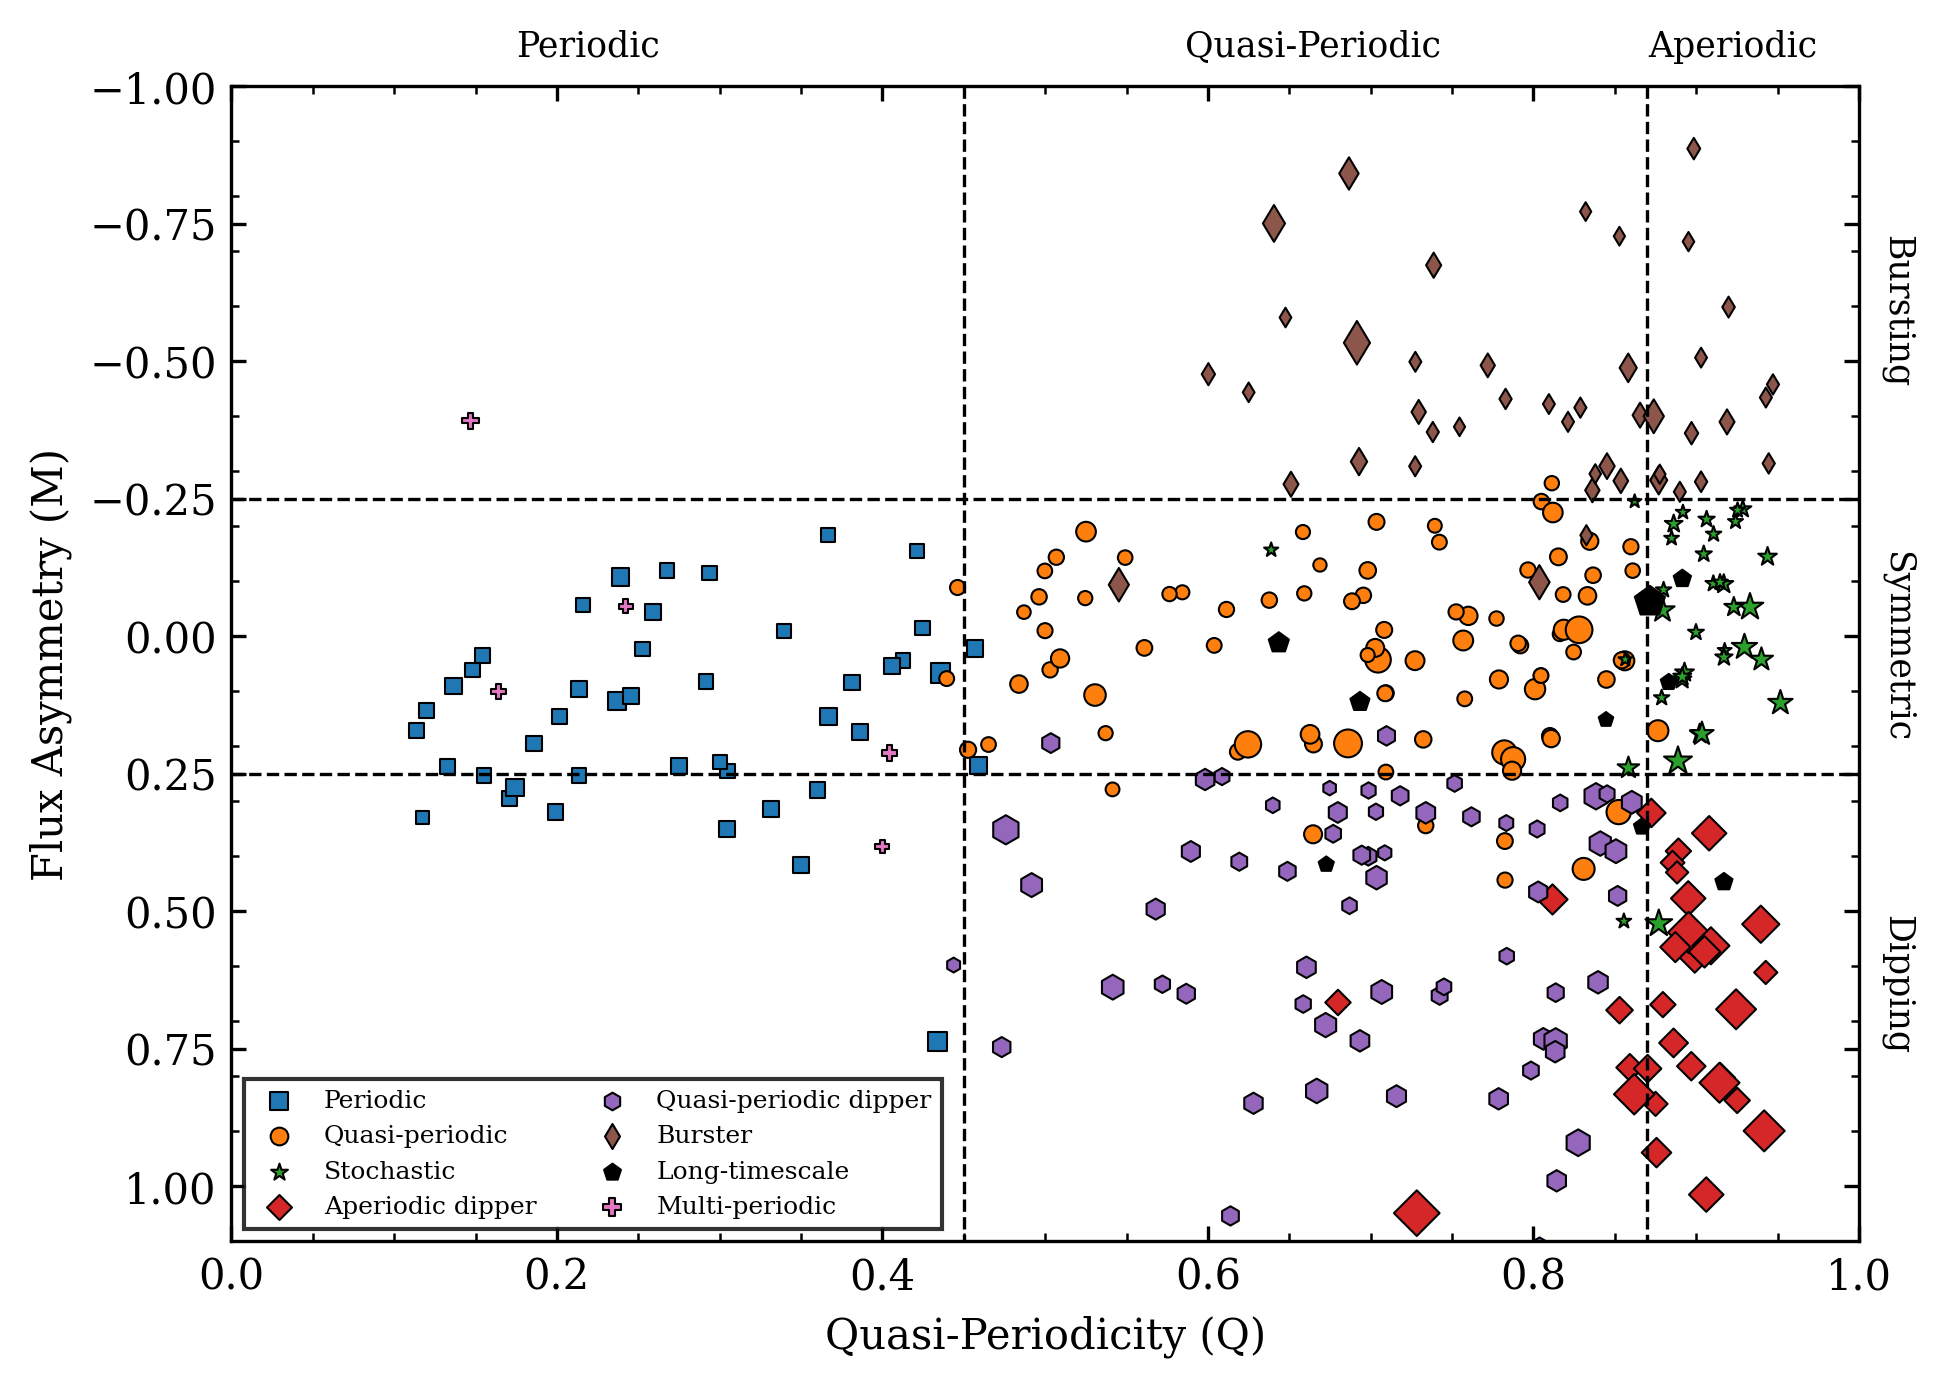 Periodic Quasi-Periodic Aperiodic
−1.00
−0.75
−0.50
−0.25
0.00
0.25
0.50
0.75
1.00
Flux Asymmetry (M)
Bursting
Symmetric
Dipping
Periodic
Quasi-periodic
Stochastic
Aperiodic dipper
Quasi-periodic dipper
Burster
Long-timescale
Multi-periodic
0.0 0.2 0.4 0.6 0.8 1.0
Quasi-Periodicity (Q)